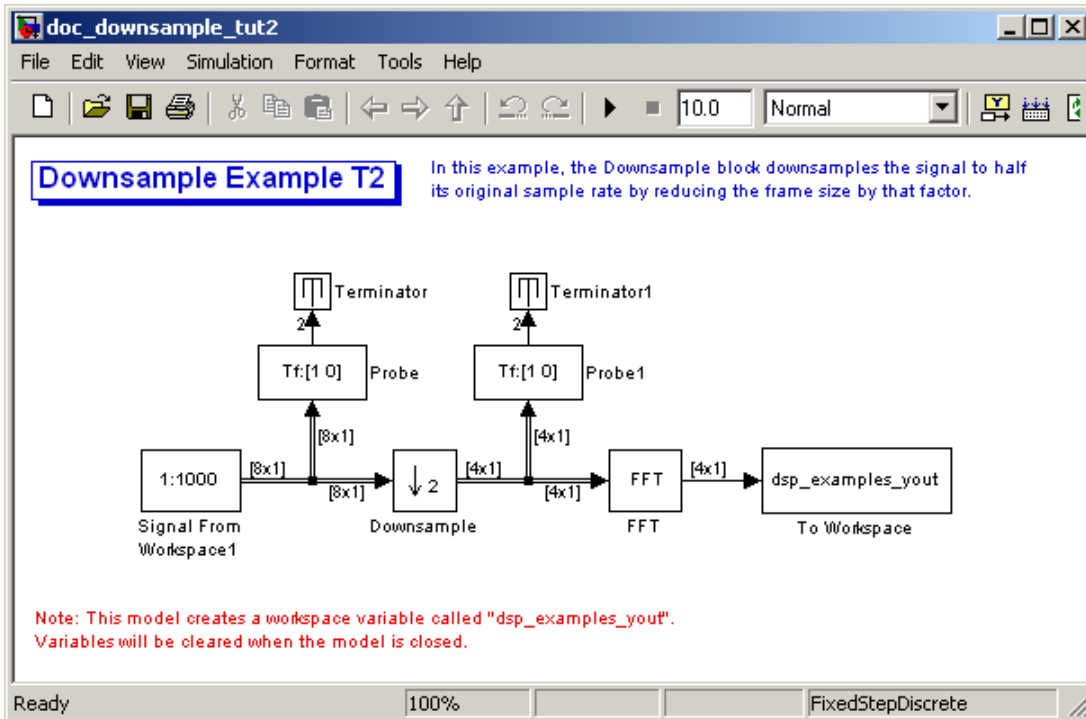 doc_downsample_tut2
File Edit View Simulation Format Tools Help
10.0 Normal
Downsample Example T2
In this example, the Downsample block downsamples the signal to half
its original sample rate by reducing the frame size by that factor.
Terminator
Terminator1
2
2
Tf:[1 0] Probe
Tf:[1 0] Probe1
[8x1]
[4x1]
1:1000
[8x1]
[8x1]
↓ 2
[4x1]
[4x1]
FFT
[4x1]
dsp_examples_yout
Signal From
Workspace1
Downsample
FFT
To Workspace
Note: This model creates a workspace variable called "dsp_examples_yout".
Variables will be cleared when the model is closed.
Ready 100% FixedStepDiscrete